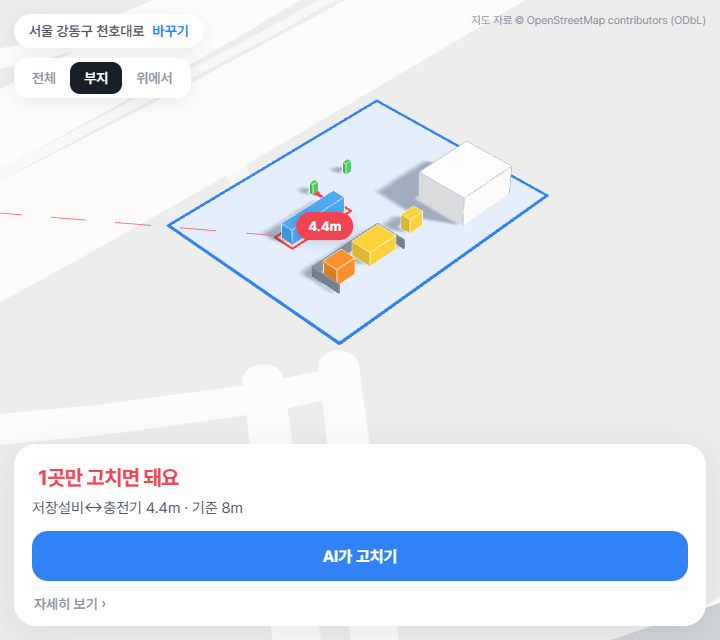 서울 강동구 천호대로 바꾸기
지도 자료 © OpenStreetMap contributors (ODbL)
전체 부지 위에서
4.4m
1곳만 고치면 돼요
저장설비↔충전기 4.4m · 기준 8m
AI가 고치기
자세히 보기 ›